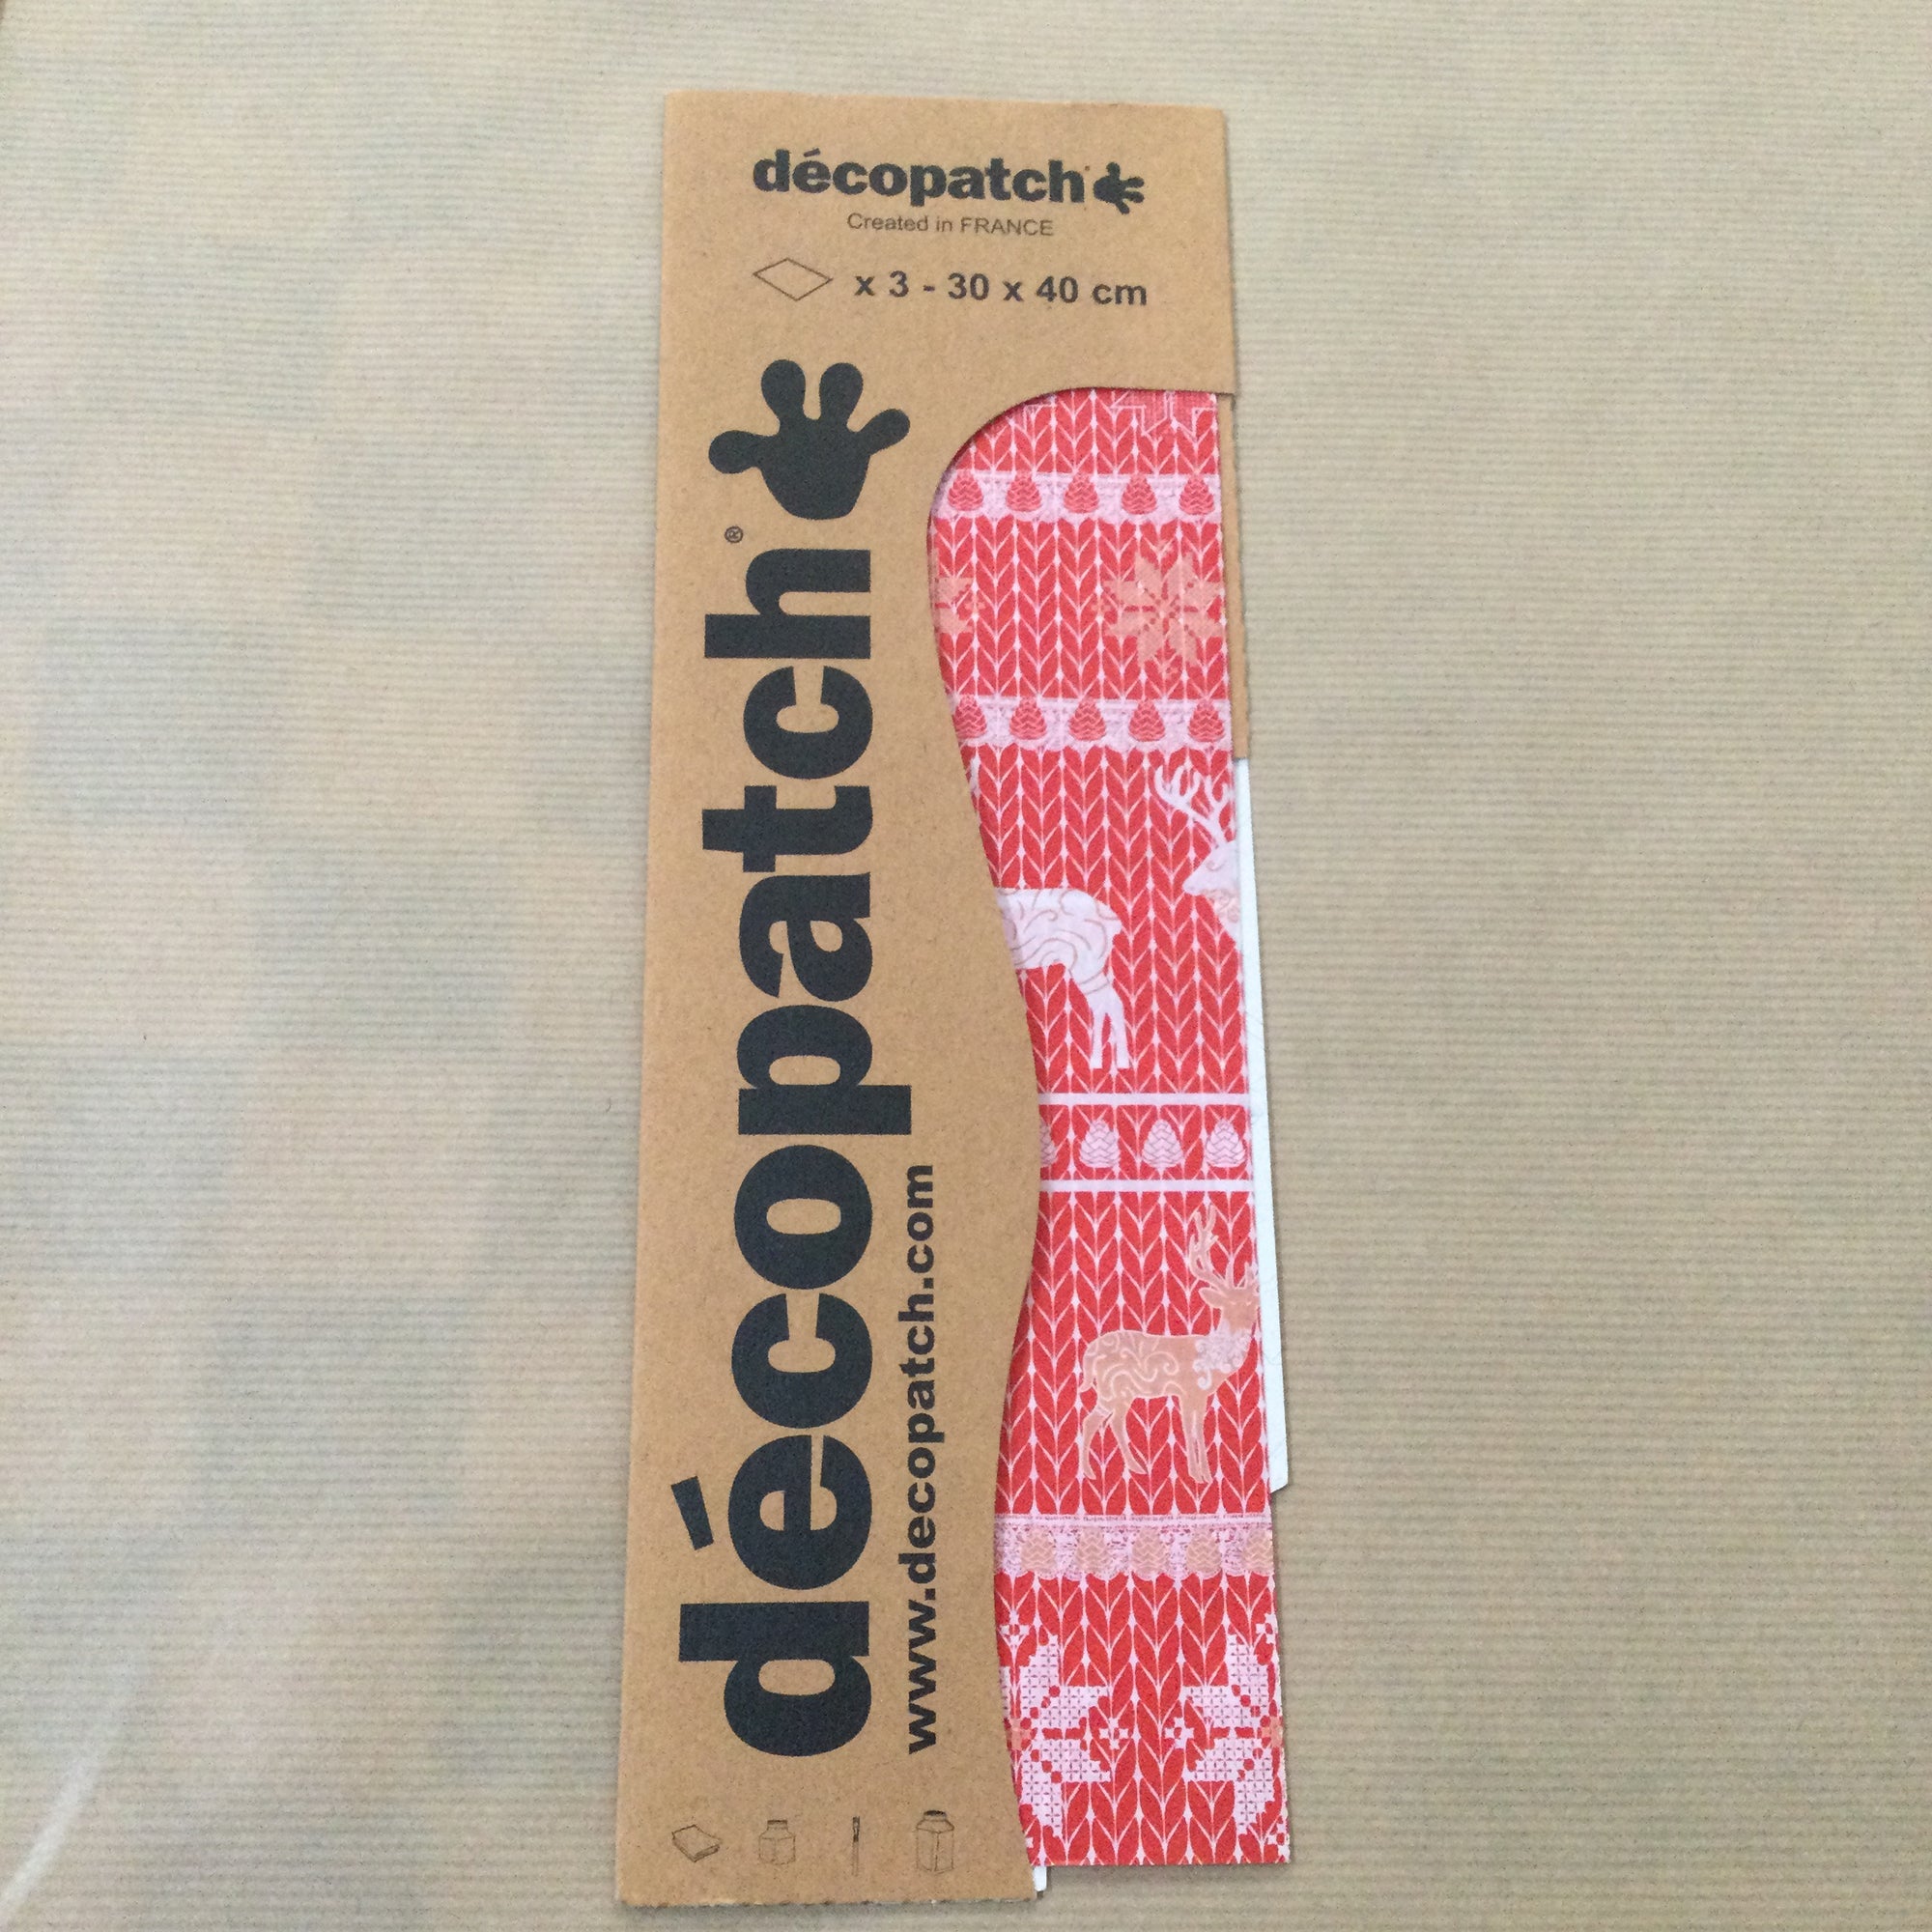 décopatch
Created in FRANCE
x 3 - 30 x 40 cm
décopatch®
www.decopatch.com